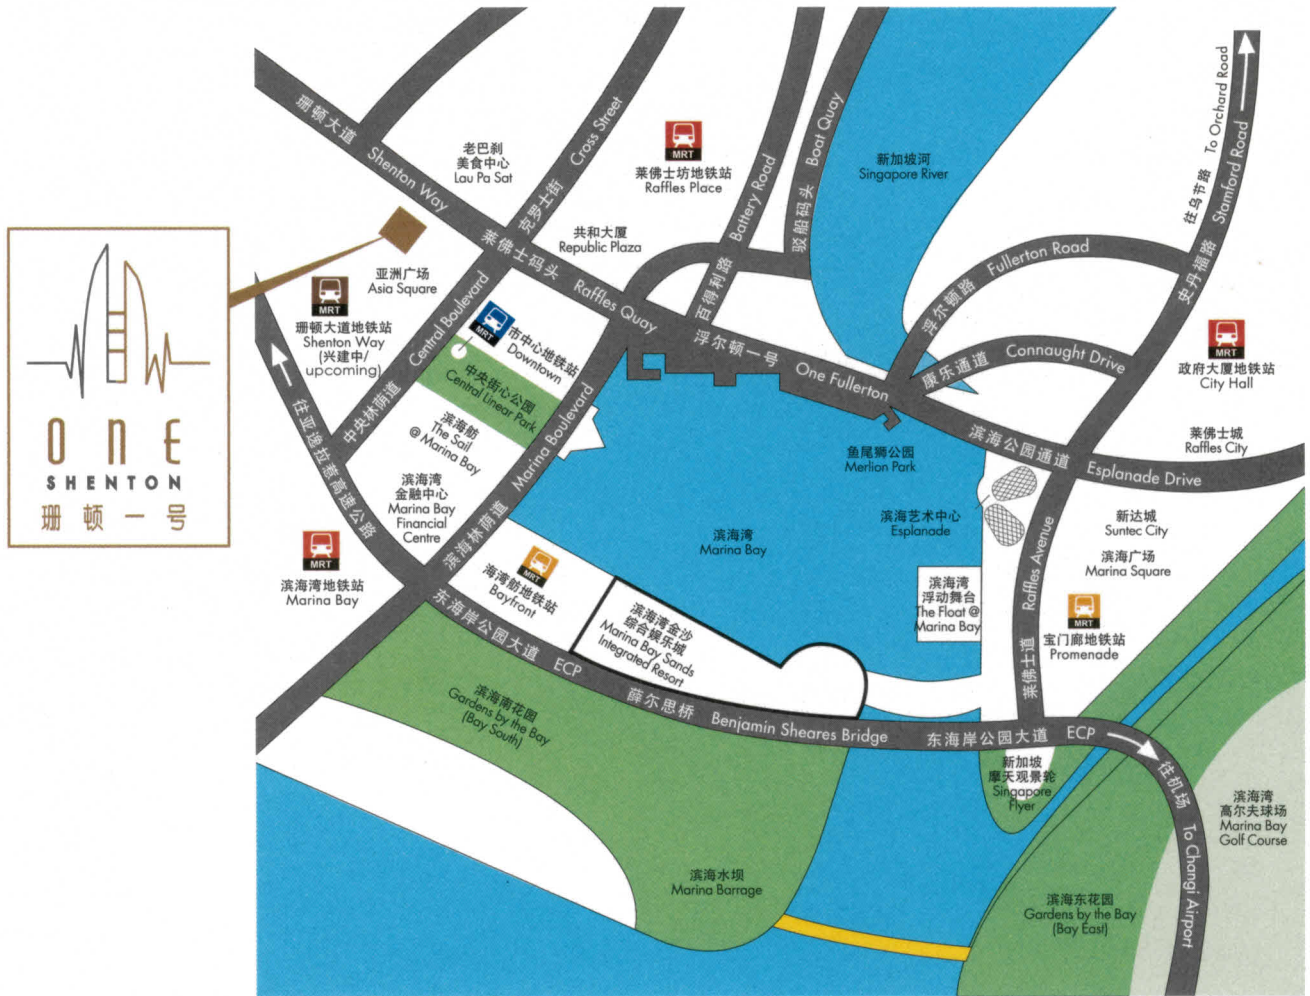 ONE
SHENTON
珊顿一号
珊顿大道 Shenton Way
老巴刹
美食中心
Lau Pa Sat
克罗士街 Cross Street
MRT
莱佛士坊地铁站
Raffles Place
共和大厦
Republic Plaza
百得利路 Battery Road
驳船码头 Boat Quay
新加坡河
Singapore River
往乌节路 To Orchard Road
史丹福路 Stamford Road
浮尔顿路 Fullerton Road
康乐通道 Connaught Drive
MRT
政府大厦地铁站
City Hall
莱佛士城
Raffles City
莱佛士码头 Raffles Quay
亚洲广场
Asia Square
MRT
珊顿大道地铁站
Shenton Way
(兴建中/
upcoming)
中央林荫道 Central Boulevard
MRT
市中心地铁站
Downtown
中央街心公园
Central Linear Park
滨海舫
The Sail
@ Marina Bay
滨海湾
金融中心
Marina Bay
Financial
Centre
滨海林荫道 Marina Boulevard
浮尔顿一号 One Fullerton
鱼尾狮公园
Merlion Park
滨海公园通道 Esplanade Drive
滨海艺术中心
Esplanade
新达城
Suntec City
滨海广场
Marina Square
莱佛士道 Raffles Avenue
MRT
宝门廊地铁站
Promenade
滨海湾
Marina Bay
滨海湾
浮动舞台
The Float @
Marina Bay
往亚逸拉惹高速公路
MRT
滨海湾地铁站
Marina Bay
MRT
海湾舫地铁站
Bayfront
滨海湾金沙
综合娱乐城
Marina Bay Sands
Integrated Resort
东海岸公园大道 ECP
薛尔思桥 Benjamin Sheares Bridge
东海岸公园大道 ECP
往机场 To Changi Airport
滨海南花园
Gardens by the Bay
(Bay South)
新加坡
摩天观景轮
Singapore
Flyer
滨海湾
高尔夫球场
Marina Bay
Golf Course
滨海水坝
Marina Barrage
滨海东花园
Gardens by the Bay
(Bay East)